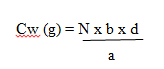 Cw (g) = N x b x d
a